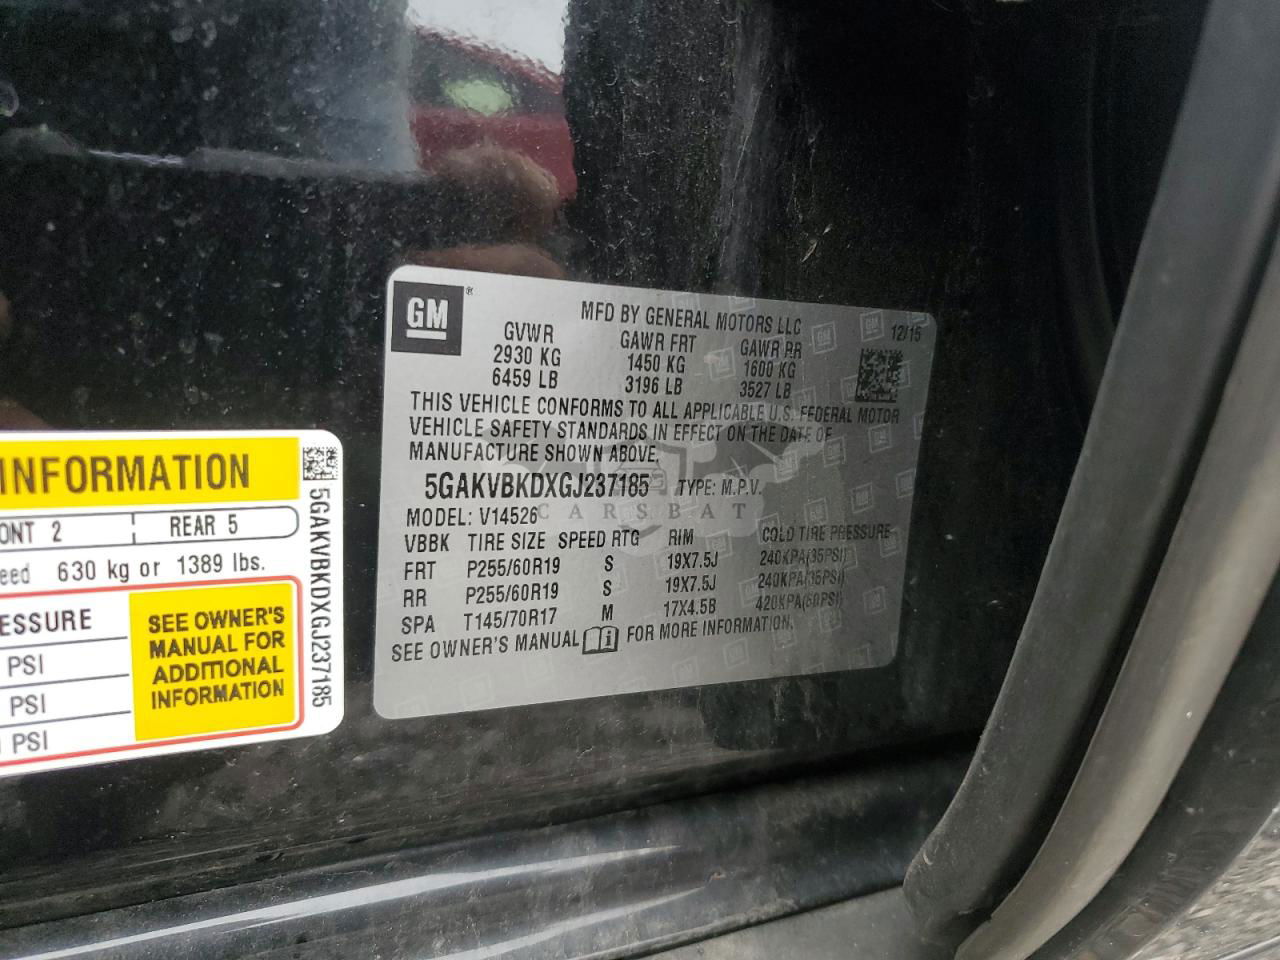 GM ®
MFD BY GENERAL MOTORS LLC
12/15
GVWR GAWR FRT GAWR RR
2930 KG 1450 KG 1600 KG
6459 LB 3196 LB 3527 LB
THIS VEHICLE CONFORMS TO ALL APPLICABLE U.S. FEDERAL MOTOR
VEHICLE SAFETY STANDARDS IN EFFECT ON THE DATE OF
MANUFACTURE SHOWN ABOVE.
5GAKVBKDXGJ237185 TYPE: M.P.V.
CARSBAT
MODEL: V14526
VBBK TIRE SIZE SPEED RTG RIM COLD TIRE PRESSURE
FRT P255/60R19 S 19X7.5J 240KPA(35PSI)
RR P255/60R19 S 19X7.5J 240KPA(35PSI)
SPA T145/70R17 M 17X4.5B 420KPA(60PSI)
SEE OWNER'S MANUAL FOR MORE INFORMATION.
INFORMATION
ONT 2 REAR 5
eed 630 kg or 1389 lbs.
ESSURE
PSI
PSI
PSI
SEE OWNER'S
MANUAL FOR
ADDITIONAL
INFORMATION
5GAKVBKDXGJ237185